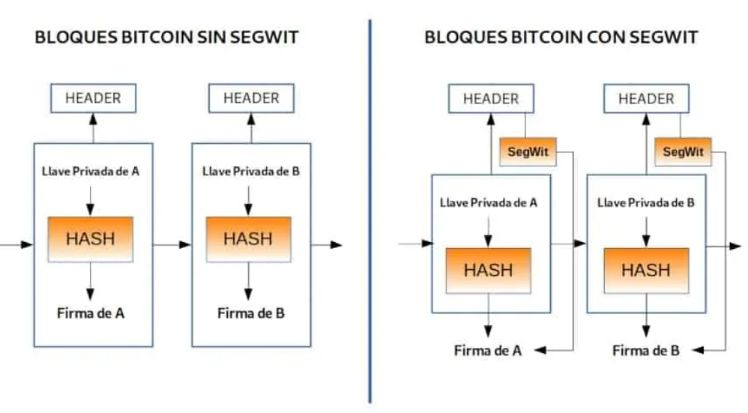 BLOQUES BITCOIN SIN SEGWIT
HEADER
HEADER
Llave Privada de A
Llave Privada de B
HASH
HASH
Firma de A
Firma de B
BLOQUES BITCOIN CON SEGWIT
HEADER
HEADER
SegWit
SegWit
Llave Privada de A
Llave Privada de B
HASH
HASH
Firma de A
Firma de B